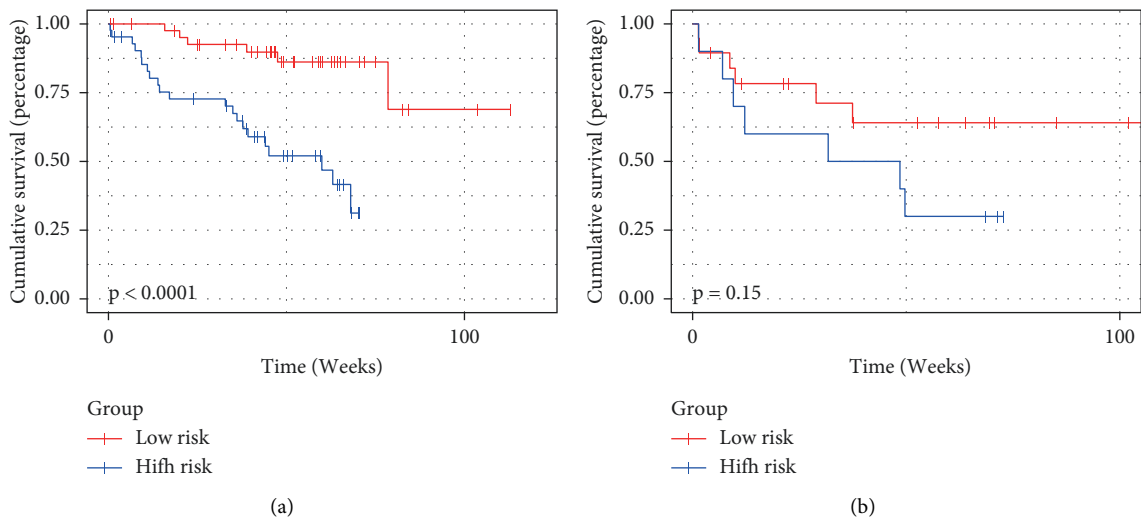 Cumulative survival (percentage)
1.00
0.75
0.50
0.25
0.00
p < 0.0001
0
100
Time (Weeks)
Group
Low risk
Hifh risk
(a)
Cumulative survival (percentage)
1.00
0.75
0.50
0.25
0.00
p = 0.15
0
100
Time (Weeks)
Group
Low risk
Hifh risk
(b)